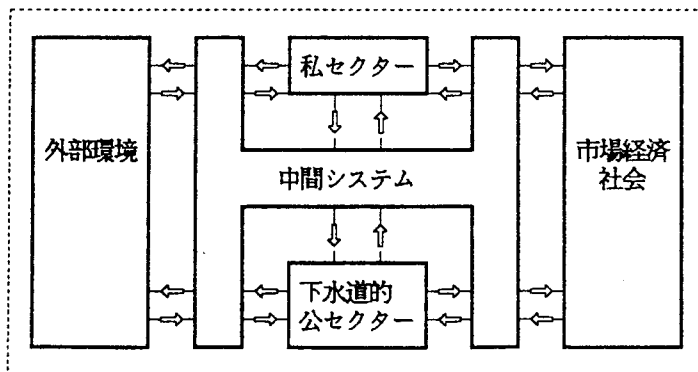 私セクター
外部環境
市場経済
社会
中間システム
下水道的
公セクター